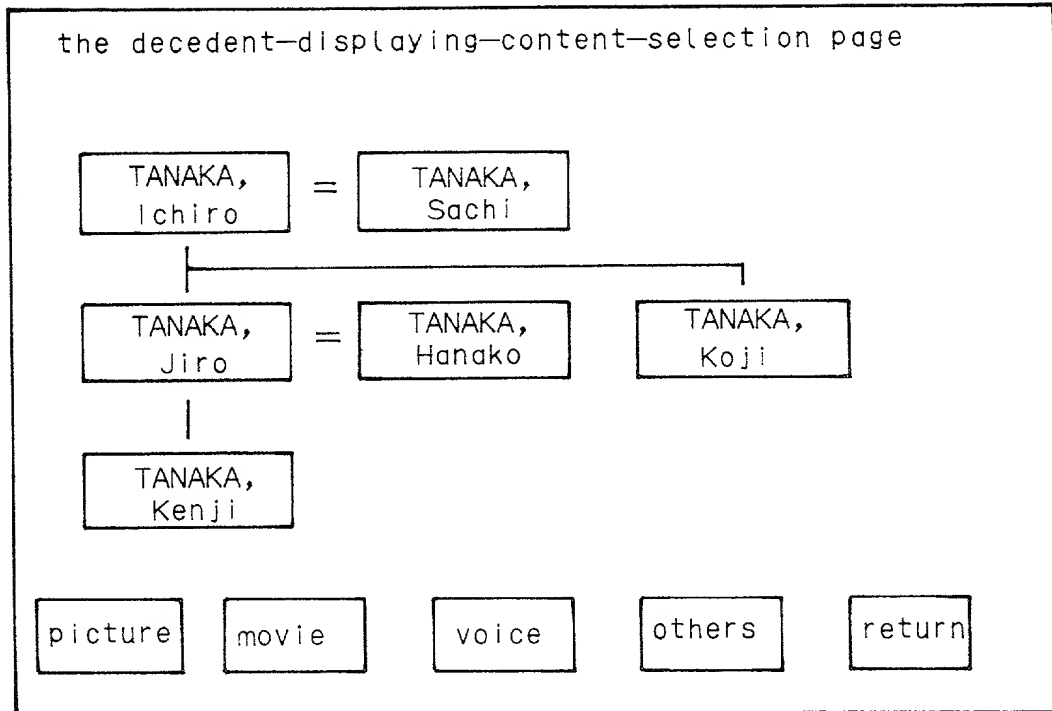 the decedent—displaying—content—selection page
TANAKA,
Ichiro
=
TANAKA,
Sachi
TANAKA,
Jiro
=
TANAKA,
Hanako
TANAKA,
Koji
TANAKA,
Kenji
picture
movie
voice
others
return